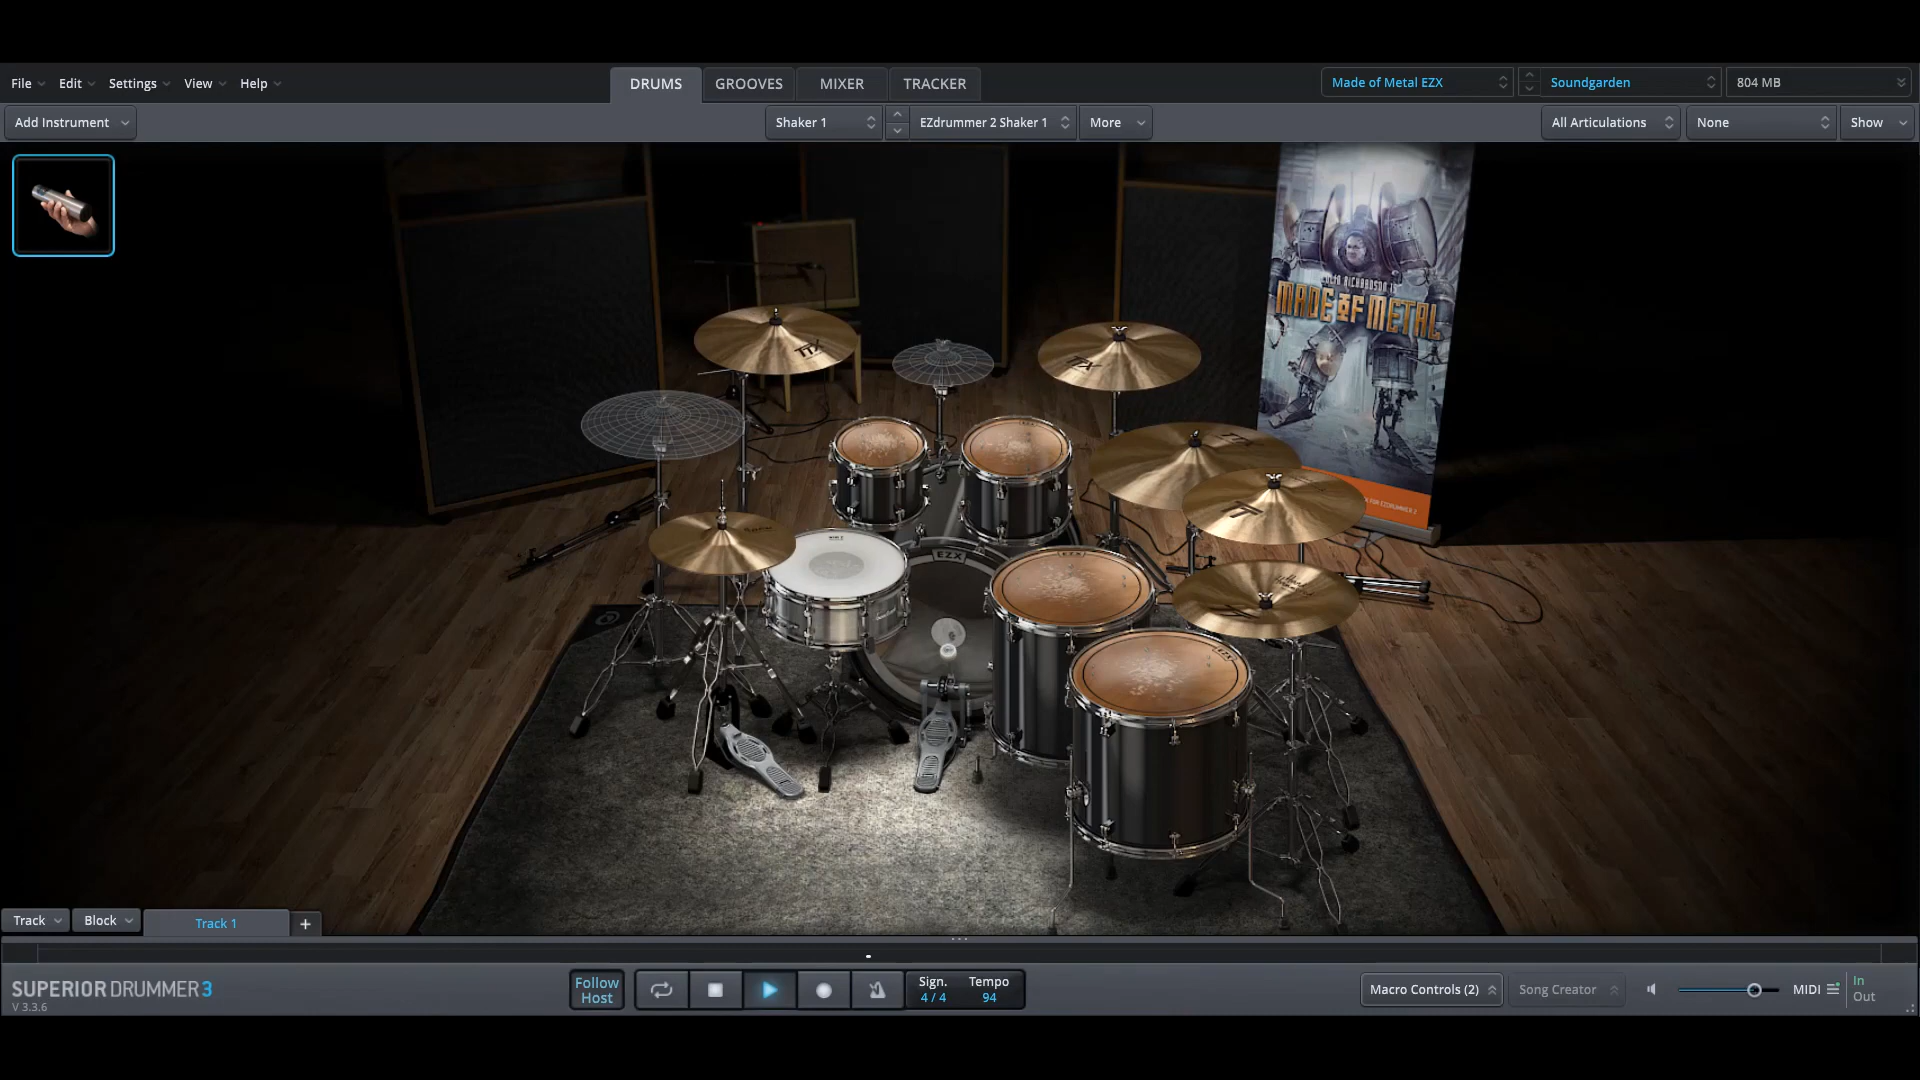 File Edit Settings View Help
DRUMS GROOVES MIXER TRACKER
Made of Metal EZX Soundgarden 804 MB
Add Instrument
Shaker 1 EZdrummer 2 Shaker 1 More
All Articulations None Show
TTX
MADE OF METAL
EZX
EZX
Track Block Track 1 +
SUPERIOR DRUMMER 3
V 3.3.6
Follow
Host
Sign. Tempo
4 / 4 94
Macro Controls (2) Song Creator
MIDI In
Out